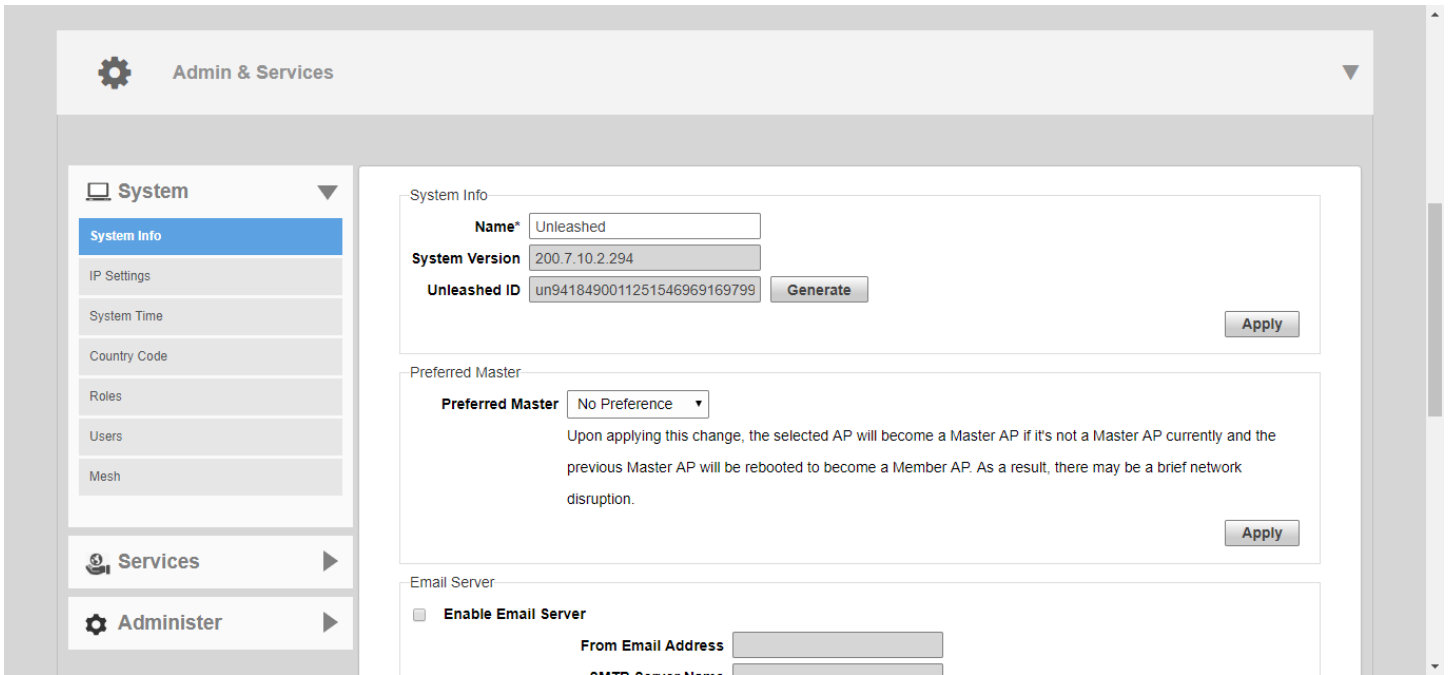 Admin & Services
System
System Info
IP Settings
System Time
Country Code
Roles
Users
Mesh
Services
Administer
System Info
Name* Unleashed
System Version 200.7.10.2.294
Unleashed ID un9418490011251546969169799 Generate
Apply
Preferred Master
Preferred Master No Preference
Upon applying this change, the selected AP will become a Master AP if it's not a Master AP currently and the
previous Master AP will be rebooted to become a Member AP. As a result, there may be a brief network
disruption.
Apply
Email Server
Enable Email Server
From Email Address
SMTP Server Name